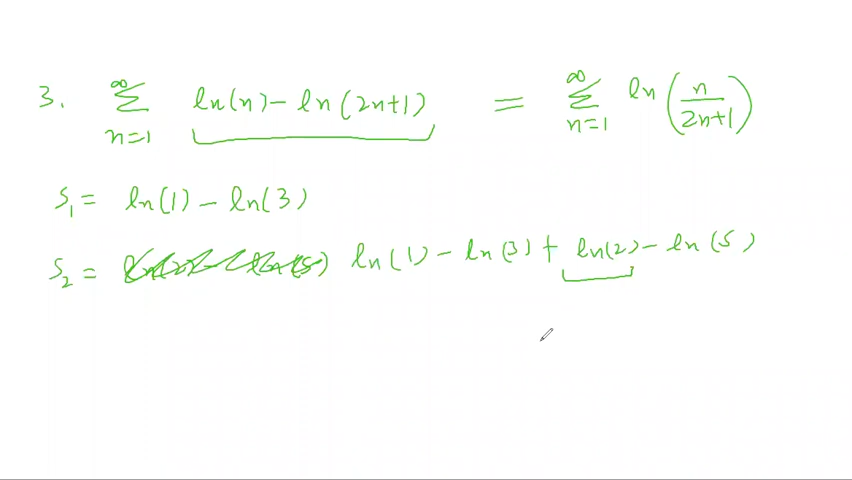 3. ∞ Σ n=1 ln(n) − ln(2n+1) = ∞ Σ n=1 ln(n/(2n+1))
S₁ = ln(1) − ln(3)
S₂ = ln(1) − ln(3) + ln(2) − ln(5)